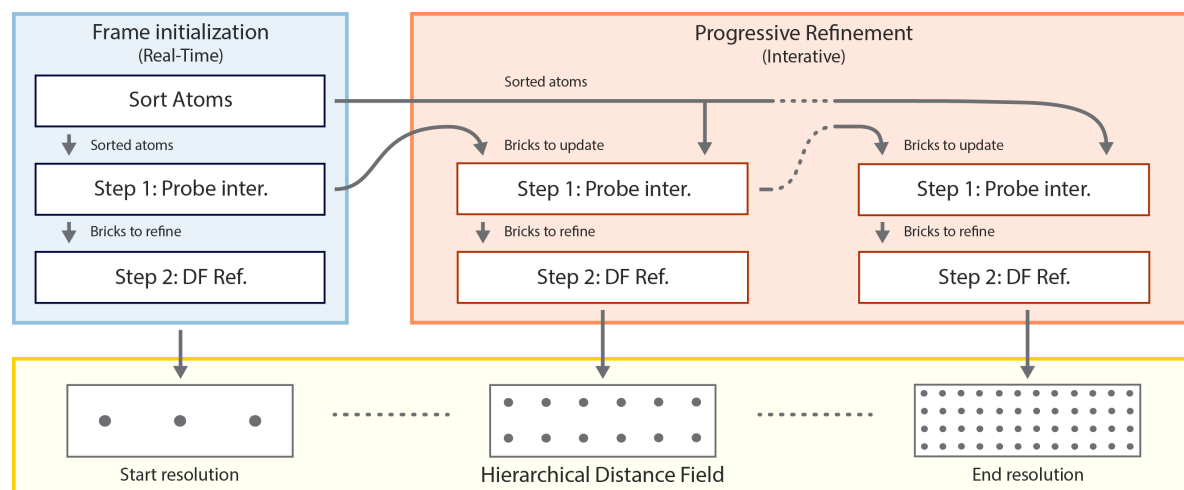 Frame initialization
(Real-Time)
Sort Atoms
Sorted atoms
Step 1: Probe inter.
Bricks to refine
Step 2: DF Ref.
Progressive Refinement
(Interative)
Sorted atoms
Bricks to update
Step 1: Probe inter.
Bricks to refine
Step 2: DF Ref.
Bricks to update
Step 1: Probe inter.
Bricks to refine
Step 2: DF Ref.
Start resolution
Hierarchical Distance Field
End resolution